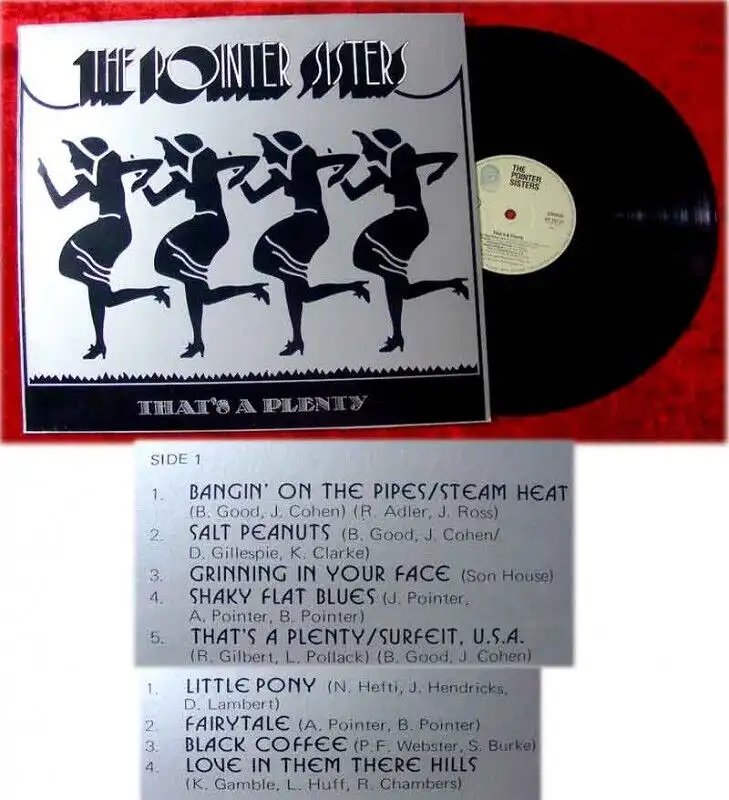 THE POINTER SISTERS
THAT'S A PLENTY
THE
POINTER
SISTERS
SIDE 1
1. BANGIN' ON THE PIPES/STEAM HEAT
(B. Good, J. Cohen) (R. Adler, J. Ross)
2. SALT PEANUTS (B. Good, J. Cohen/
D. Gillespie, K. Clarke)
3. GRINNING IN YOUR FACE (Son House)
4. SHAKY FLAT BLUES (J. Pointer,
A. Pointer, B. Pointer)
5. THAT'S A PLENTY/SURFEIT, U.S.A.
(R. Gilbert, L. Pollack) (B. Good, J. Cohen)
1. LITTLE PONY (N. Hefti, J. Hendricks,
D. Lambert)
2. FAIRYTALE (A. Pointer, B. Pointer)
3. BLACK COFFEE (P.F. Webster, S. Burke)
4. LOVE IN THEM THERE HILLS
(K. Gamble, L. Huff, R. Chambers)